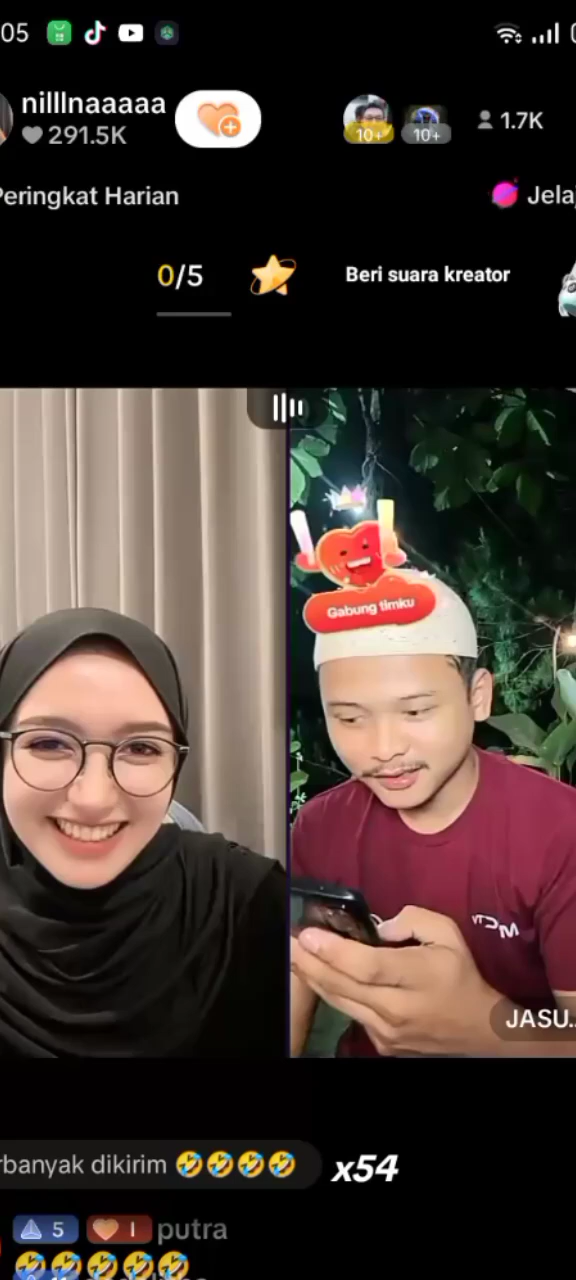 05
nilllnaaaaa
291.5K
10+
10+
1.7K
Peringkat Harian
Jela
0/5
Beri suara kreator
Gabung timku
JASU..
rbanyak dikirim 🤣🤣🤣🤣 x54
5
I
putra
🤣🤣🤣🤣🤣